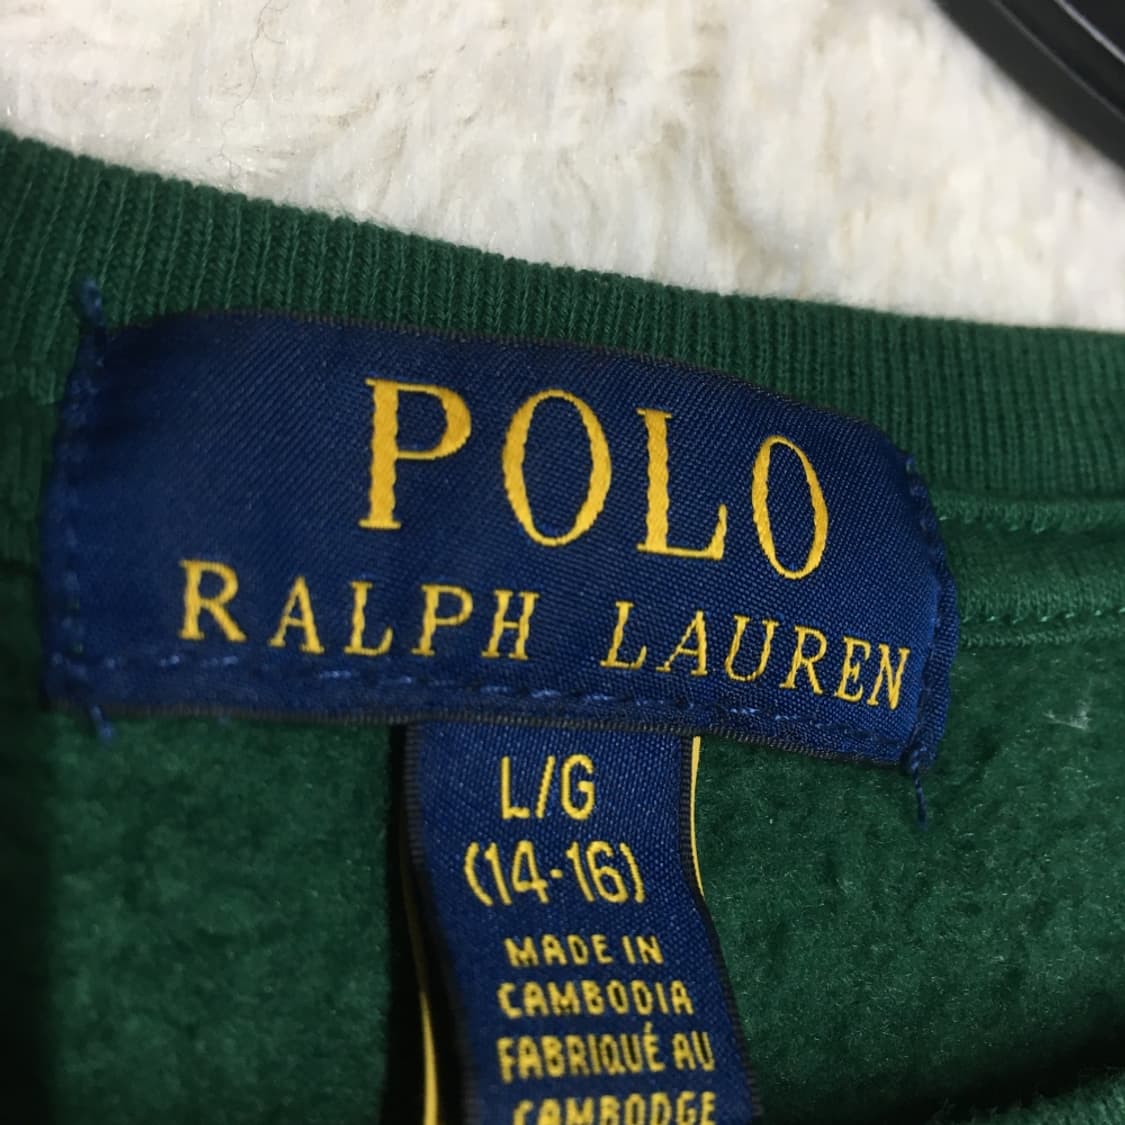 POLO
RALPH LAUREN
L/G
(14-16)
MADE IN
CAMBODIA
FABRIQUÉ AU
CAMBODGE